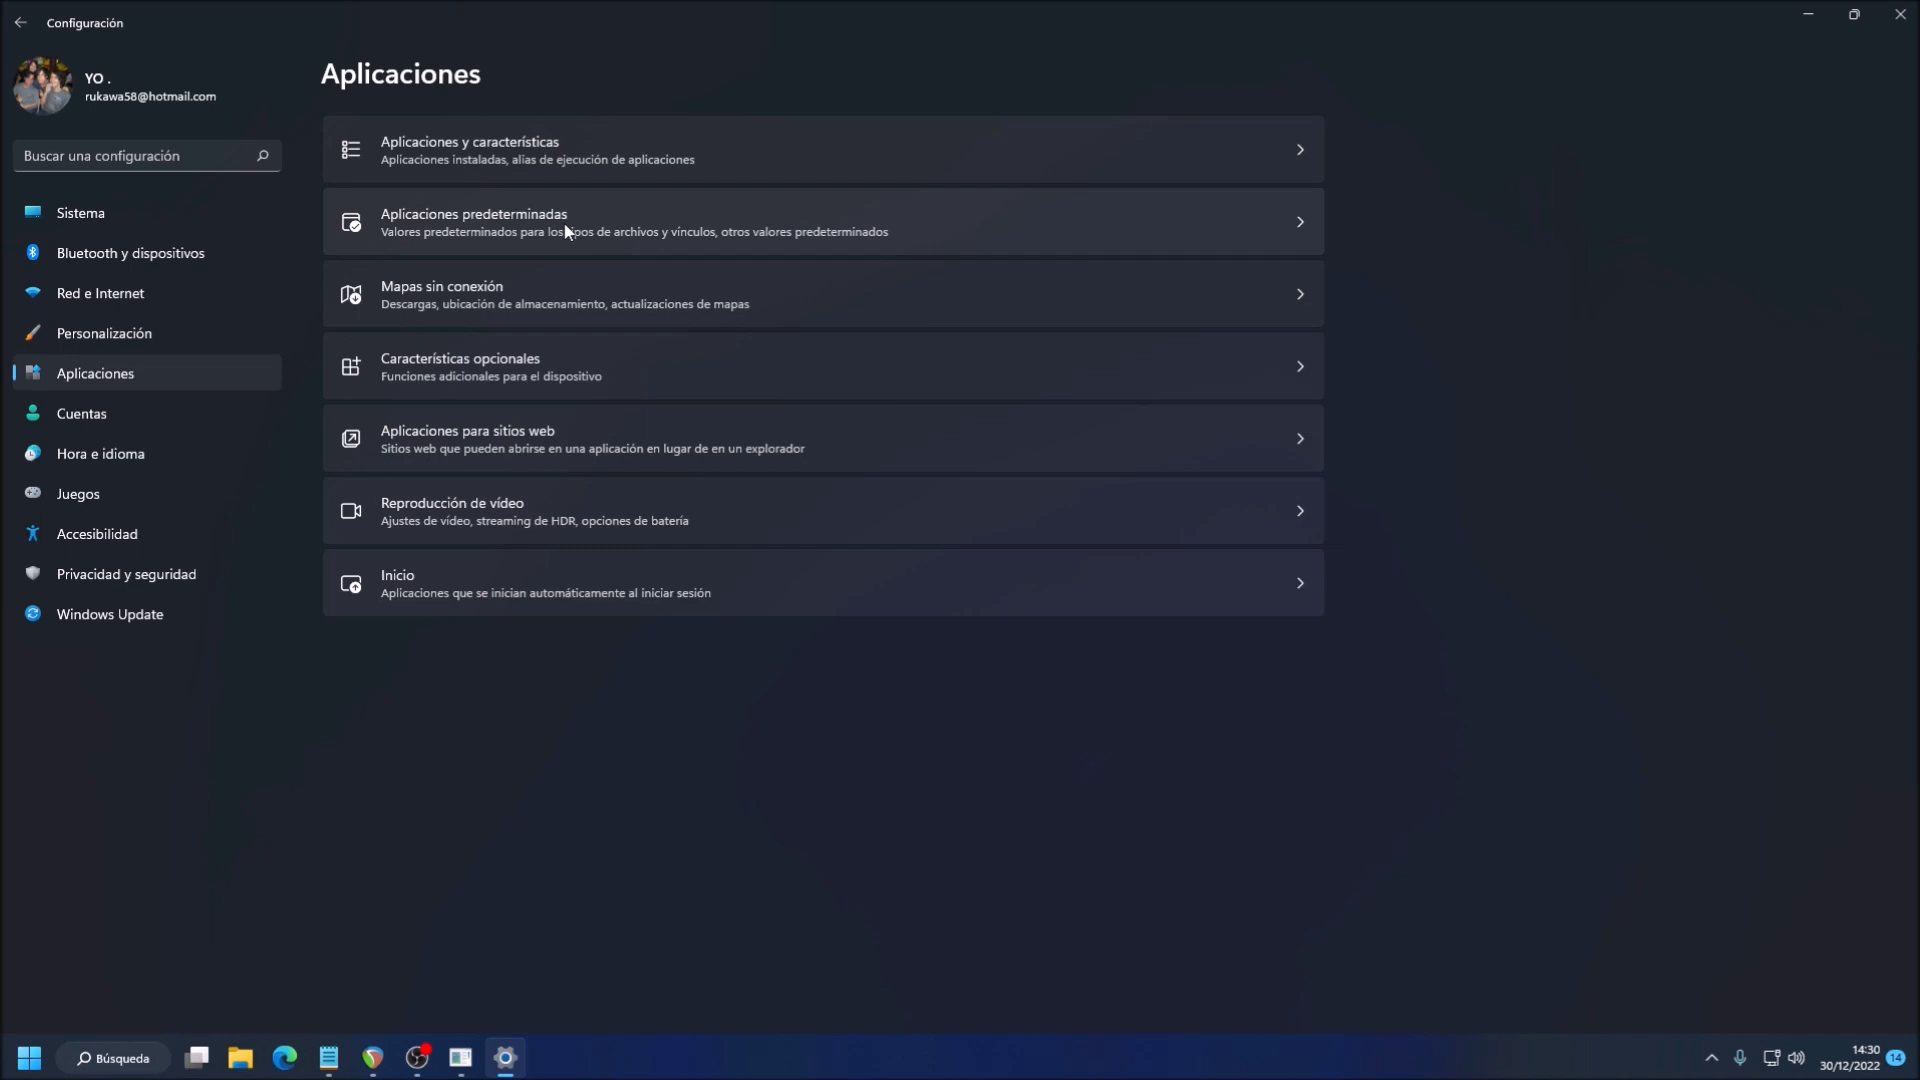 Configuración
YO .
rukawa58@hotmail.com
Buscar una configuración
Sistema
Bluetooth y dispositivos
Red e Internet
Personalización
Aplicaciones
Cuentas
Hora e idioma
Juegos
Accesibilidad
Privacidad y seguridad
Windows Update
Aplicaciones
Aplicaciones y características
Aplicaciones instaladas, alias de ejecución de aplicaciones
Aplicaciones predeterminadas
Valores predeterminados para los tipos de archivos y vínculos, otros valores predeterminados
Mapas sin conexión
Descargas, ubicación de almacenamiento, actualizaciones de mapas
Características opcionales
Funciones adicionales para el dispositivo
Aplicaciones para sitios web
Sitios web que pueden abrirse en una aplicación en lugar de en un explorador
Reproducción de vídeo
Ajustes de vídeo, streaming de HDR, opciones de batería
Inicio
Aplicaciones que se inician automáticamente al iniciar sesión
Búsqueda
14:30
30/12/2022
14